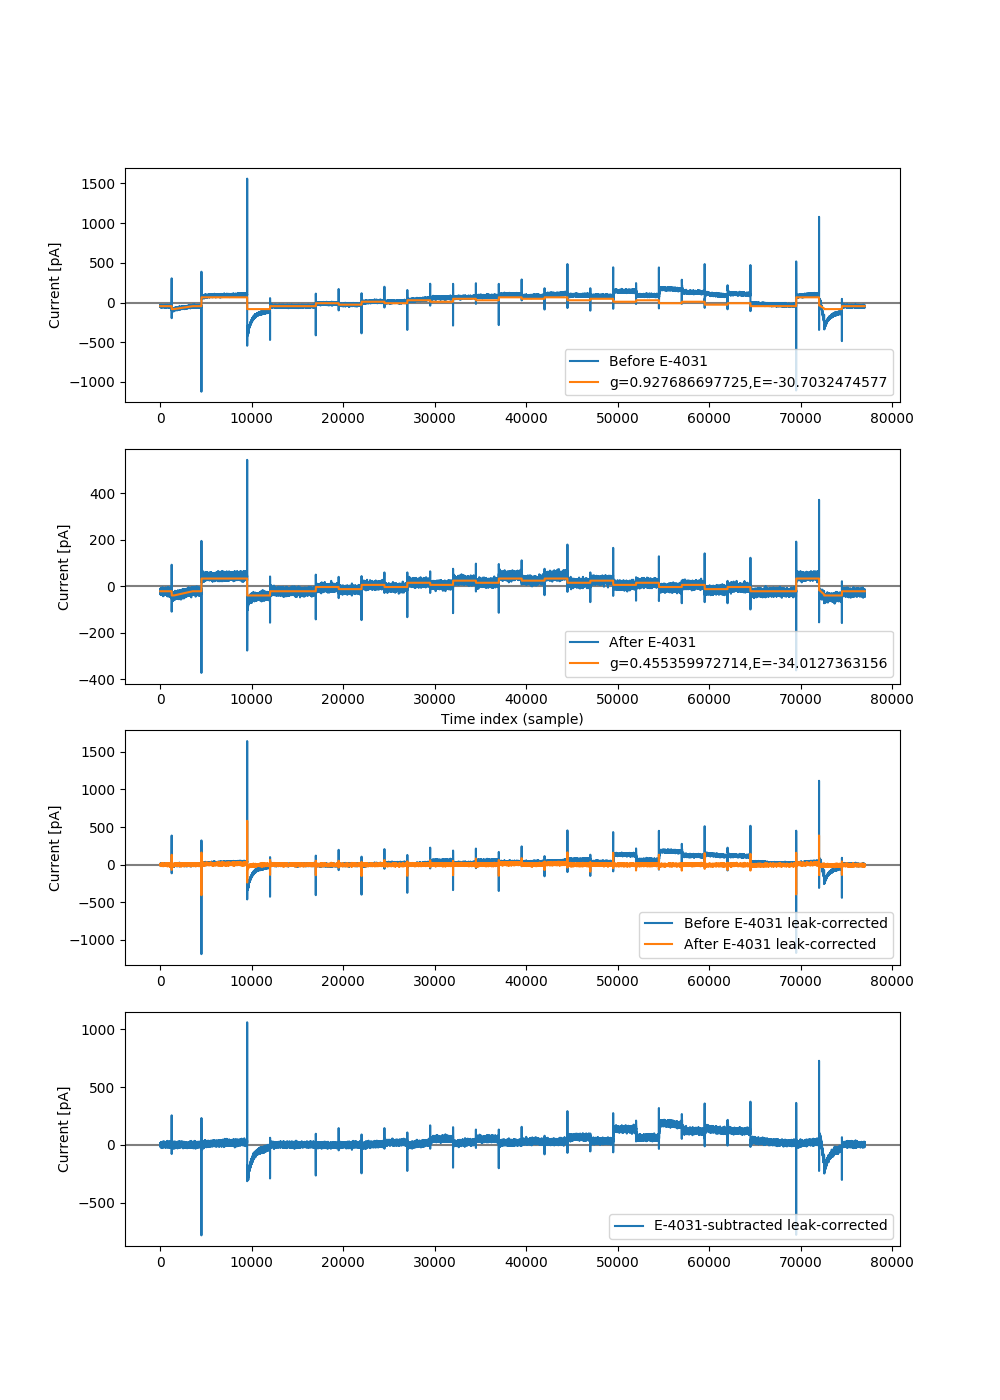 1500
1000
500
0
−500
−1000
Current [pA]
Before E-4031
g=0.927686697725,E=-30.7032474577
0 10000 20000 30000 40000 50000 60000 70000 80000
400
200
0
−200
−400
Current [pA]
After E-4031
g=0.455359972714,E=-34.0127363156
0 10000 20000 30000 40000 50000 60000 70000 80000
Time index (sample)
1500
1000
500
0
−500
−1000
Current [pA]
Before E-4031 leak-corrected
After E-4031 leak-corrected
0 10000 20000 30000 40000 50000 60000 70000 80000
1000
500
0
−500
Current [pA]
E-4031-subtracted leak-corrected
0 10000 20000 30000 40000 50000 60000 70000 80000